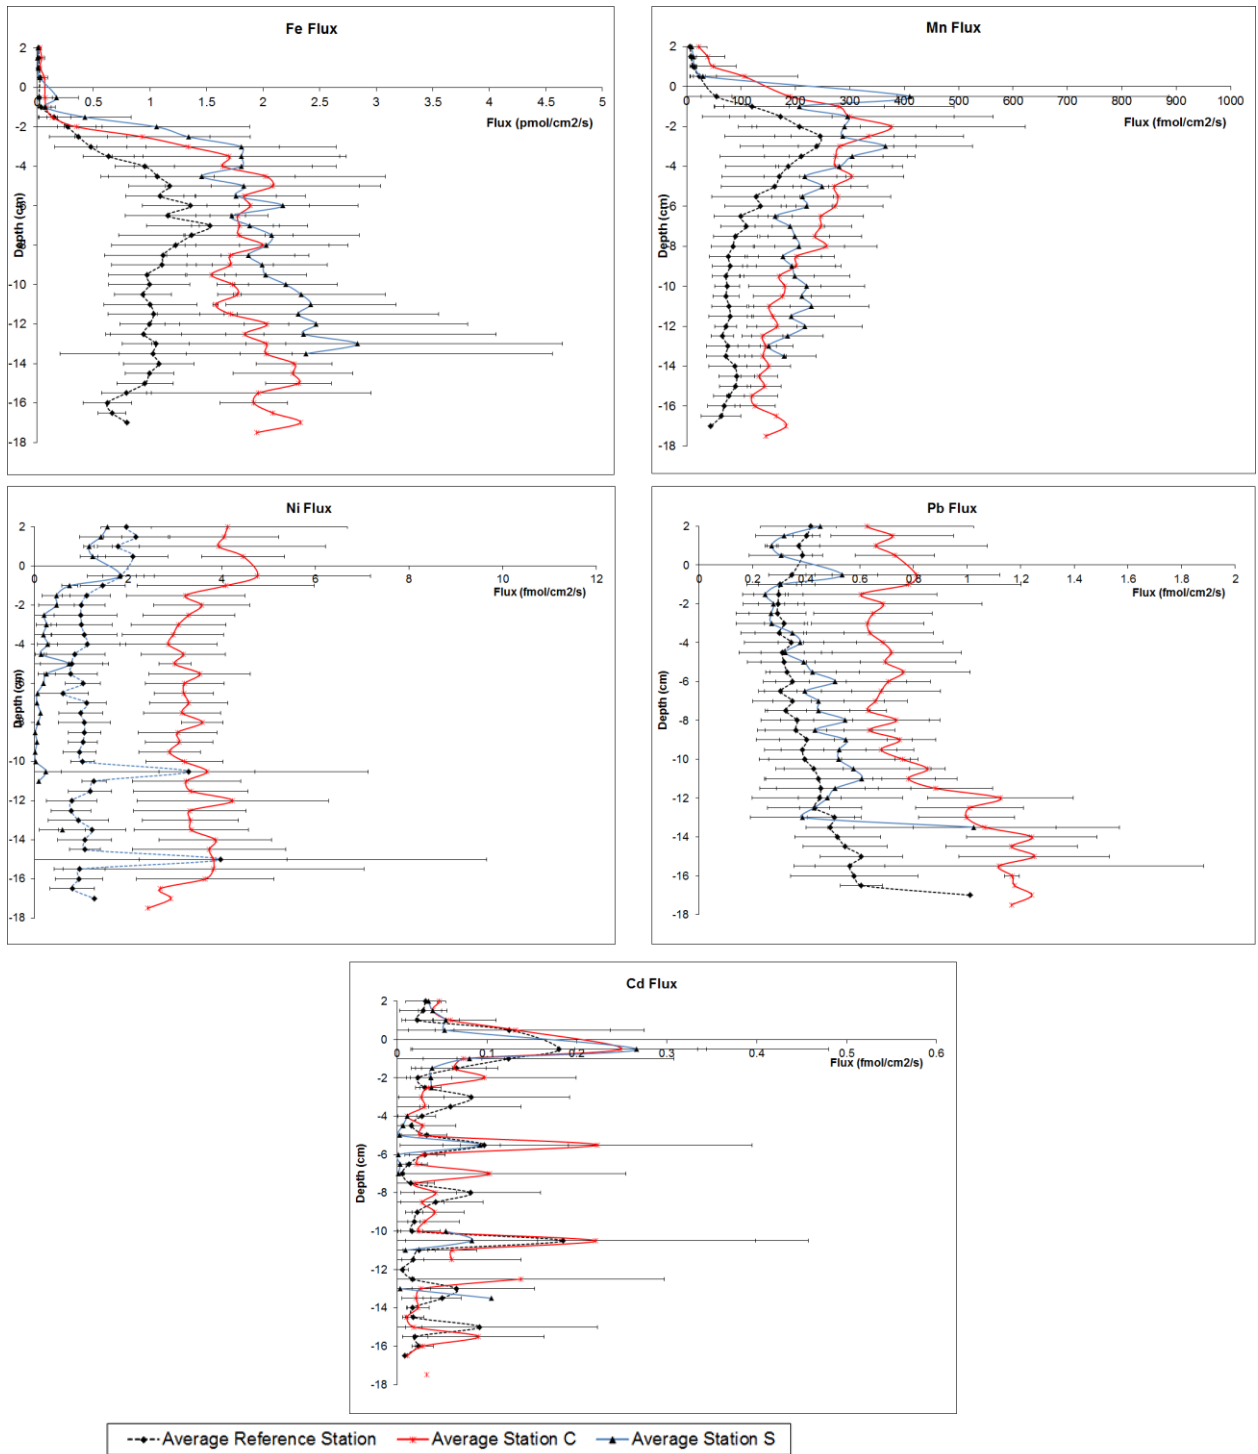 Fe Flux
2
0
0 0.5 1 1.5 2 2.5 3 3.5 4 4.5 5
Flux (pmol/cm2/s)
-2
-4
-6
-8
-10
-12
-14
-16
-18
Depth (cm)
Mn Flux
2
0
0 100 200 300 400 500 600 700 800 900 1000
Flux (fmol/cm2/s)
-2
-4
-6
-8
-10
-12
-14
-16
-18
Depth (cm)
Ni Flux
2
0
0 2 4 6 8 10 12
Flux (fmol/cm2/s)
-2
-4
-6
-8
-10
-12
-14
-16
-18
Depth (cm)
Pb Flux
2
0
0 0.2 0.4 0.6 0.8 1 1.2 1.4 1.6 1.8 2
Flux (fmol/cm2/s)
-2
-4
-6
-8
-10
-12
-14
-16
-18
Depth (cm)
Cd Flux
2
0
0 0.1 0.2 0.3 0.4 0.5 0.6
Flux (fmol/cm2/s)
-2
-4
-6
-8
-10
-12
-14
-16
-18
Depth (cm)
Average Reference Station Average Station C Average Station S